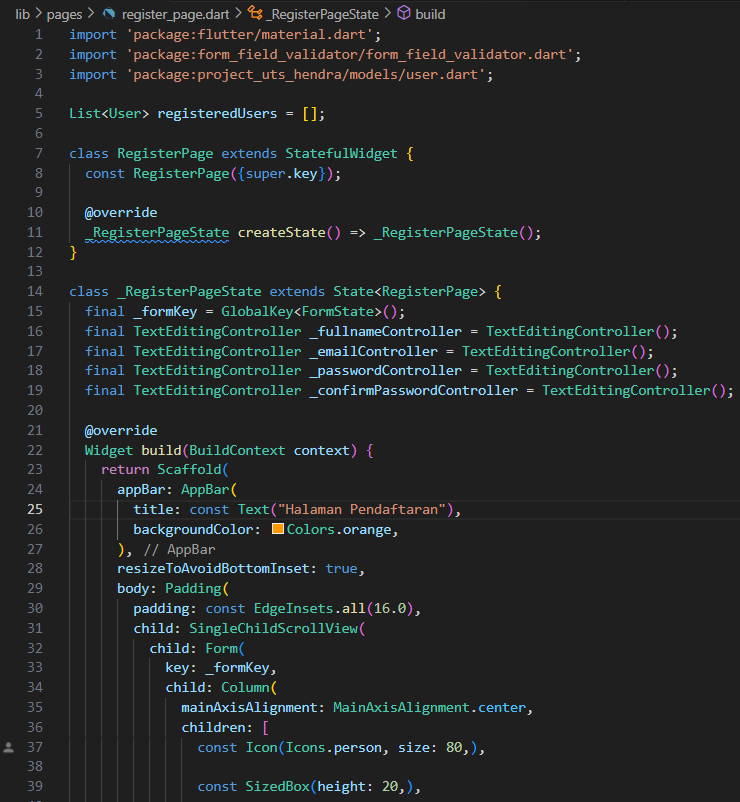 lib > pages > register_page.dart > _RegisterPageState > build
1 import 'package:flutter/material.dart';
2 import 'package:form_field_validator/form_field_validator.dart';
3 import 'package:project_uts_hendra/models/user.dart';
4
5 List<User> registeredUsers = [];
6
7 class RegisterPage extends StatefulWidget {
8   const RegisterPage({super.key});
9
10   @override
11   _RegisterPageState createState() => _RegisterPageState();
12 }
13
14 class _RegisterPageState extends State<RegisterPage> {
15   final _formKey = GlobalKey<FormState>();
16   final TextEditingController _fullnameController = TextEditingController();
17   final TextEditingController _emailController = TextEditingController();
18   final TextEditingController _passwordController = TextEditingController();
19   final TextEditingController _confirmPasswordController = TextEditingController();
20
21   @override
22   Widget build(BuildContext context) {
23     return Scaffold(
24       appBar: AppBar(
25         title: const Text("Halaman Pendaftaran"),
26         backgroundColor: Colors.orange,
27       ), // AppBar
28       resizeToAvoidBottomInset: true,
29       body: Padding(
30         padding: const EdgeInsets.all(16.0),
31         child: SingleChildScrollView(
32           child: Form(
33             key: _formKey,
34             child: Column(
35               mainAxisAlignment: MainAxisAlignment.center,
36               children: [
37                 const Icon(Icons.person, size: 80,),
38
39                 const SizedBox(height: 20,),